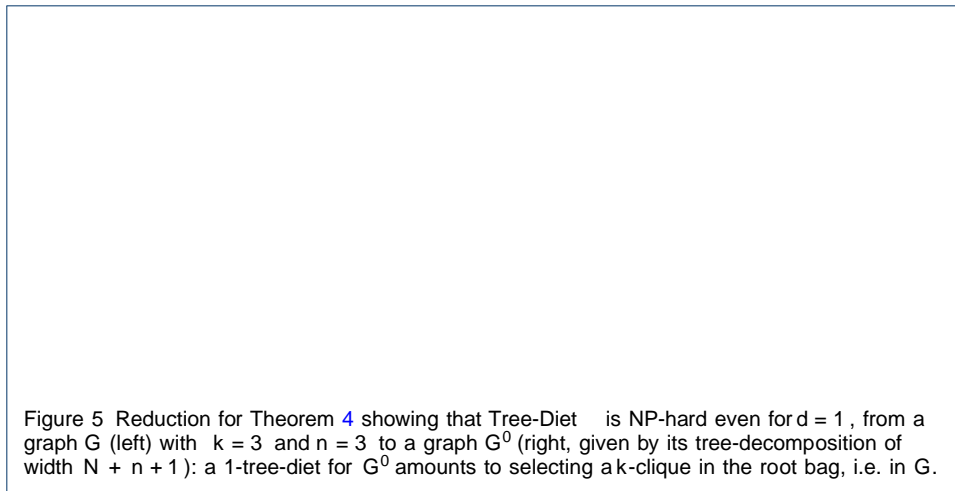 Figure 5 Reduction for Theorem 4 showing that Tree-Diet is NP-hard even for d = 1 , from a
graph G (left) with k = 3 and n = 3 to a graph G⁰ (right, given by its tree-decomposition of
width N + n + 1 ): a 1-tree-diet for G⁰ amounts to selecting a k-clique in the root bag, i.e. in G.